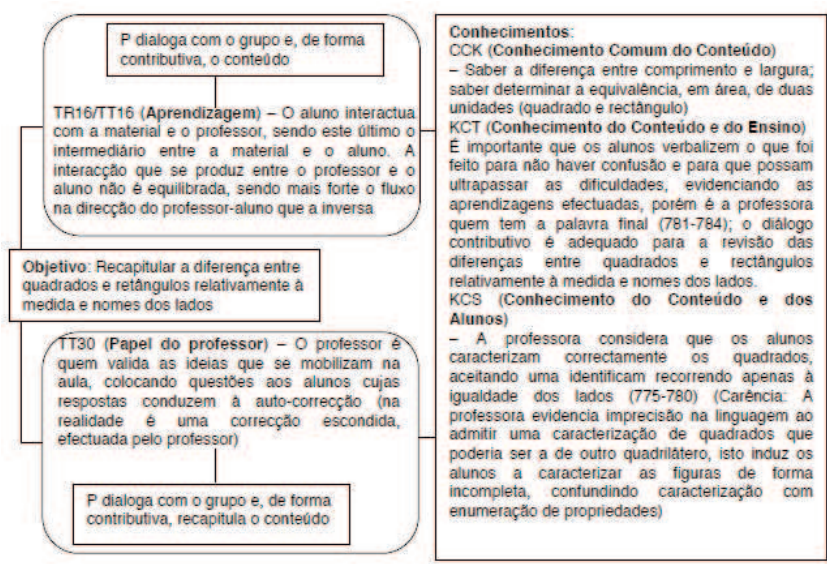 P dialoga com o grupo e, de forma
contributiva, o conteúdo
TR16/TT16 (Aprendizagem) – O aluno interactua
com a material e o professor, sendo este último o
intermediário entre a material e o aluno. A
interacção que se produz entre o professor e o
aluno não é equilibrada, sendo mais forte o fluxo
na direcção do professor-aluno que a inversa
Objetivo: Recapitular a diferença entre
quadrados e retângulos relativamente à
medida e nomes dos lados
TT30 (Papel do professor) – O professor é
quem valida as ideias que se mobilizam na
aula, colocando questões aos alunos cujas
respostas conduzem à auto-correcção (na
realidade é uma correcção escondida,
efectuada pelo professor)
P dialoga com o grupo e, de forma
contributiva, recapitula o conteúdo
Conhecimentos:
CCK (Conhecimento Comum do Conteúdo)
– Saber a diferença entre comprimento e largura;
saber determinar a equivalência, em área, de duas
unidades (quadrado e rectângulo)
KCT (Conhecimento do Conteúdo e do Ensino)
É importante que os alunos verbalizem o que foi
feito para não haver confusão e para que possam
ultrapassar as dificuldades, evidenciando as
aprendizagens efectuadas, porém é a professora
quem tem a palavra final (781-784); o diálogo
contributivo é adequado para a revisão das
diferenças entre quadrados e rectângulos
relativamente à medida e nomes dos lados.
KCS (Conhecimento do Conteúdo e dos
Alunos)
– A professora considera que os alunos
caracterizam correctamente os quadrados,
aceitando uma identificam recorrendo apenas à
igualdade dos lados (775-780) (Carência: A
professora evidencia imprecisão na linguagem ao
admitir uma caracterização de quadrados que
poderia ser a de outro quadrilátero, isto induz os
alunos a caracterizar as figuras de forma
incompleta, confundindo caracterização com
enumeração de propriedades)